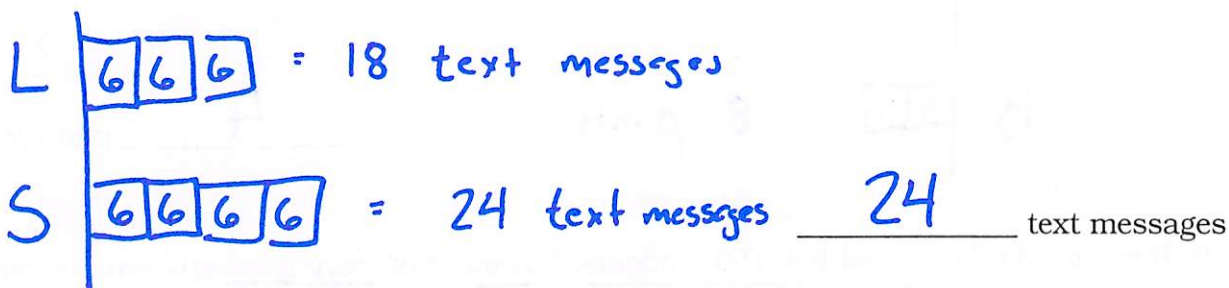 L 6 6 6 = 18 text messages
S 6 6 6 6 = 24 text messages 24 text messages